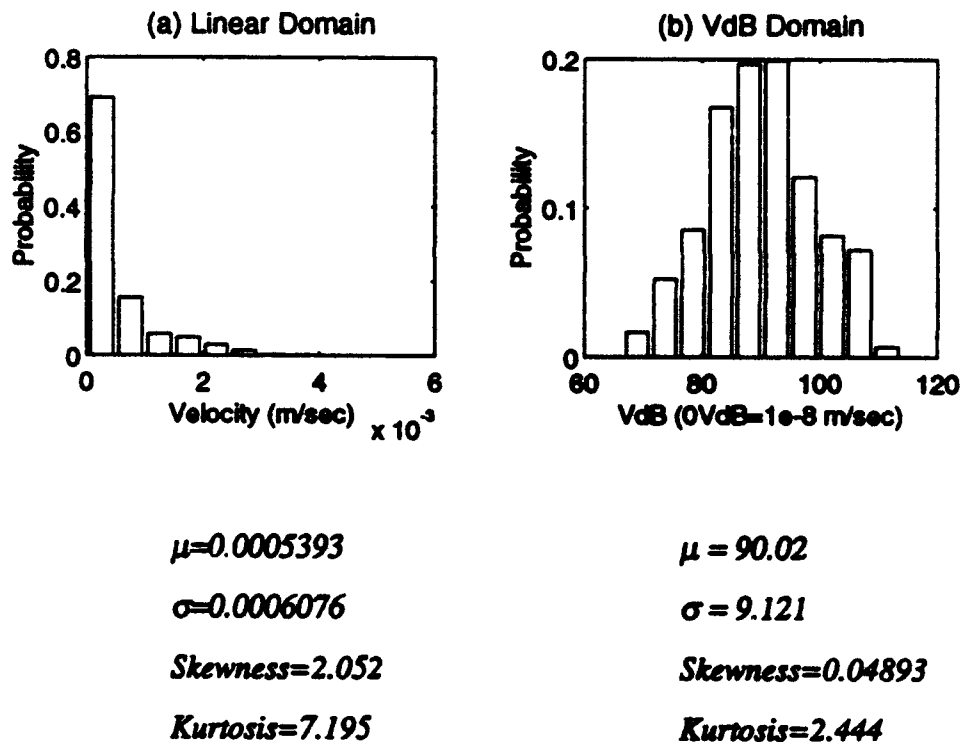 (a) Linear Domain
0.8
0.6
0.4
0.2
0
Probability
0 2 4 6
Velocity (m/sec)
x 10⁻³
(b) VdB Domain
0.2
0.1
0
Probability
60 80 100 120
VdB (0VdB=1e-8 m/sec)
μ=0.0005393
σ=0.0006076
Skewness=2.052
Kurtosis=7.195
μ = 90.02
σ = 9.121
Skewness=0.04893
Kurtosis=2.444